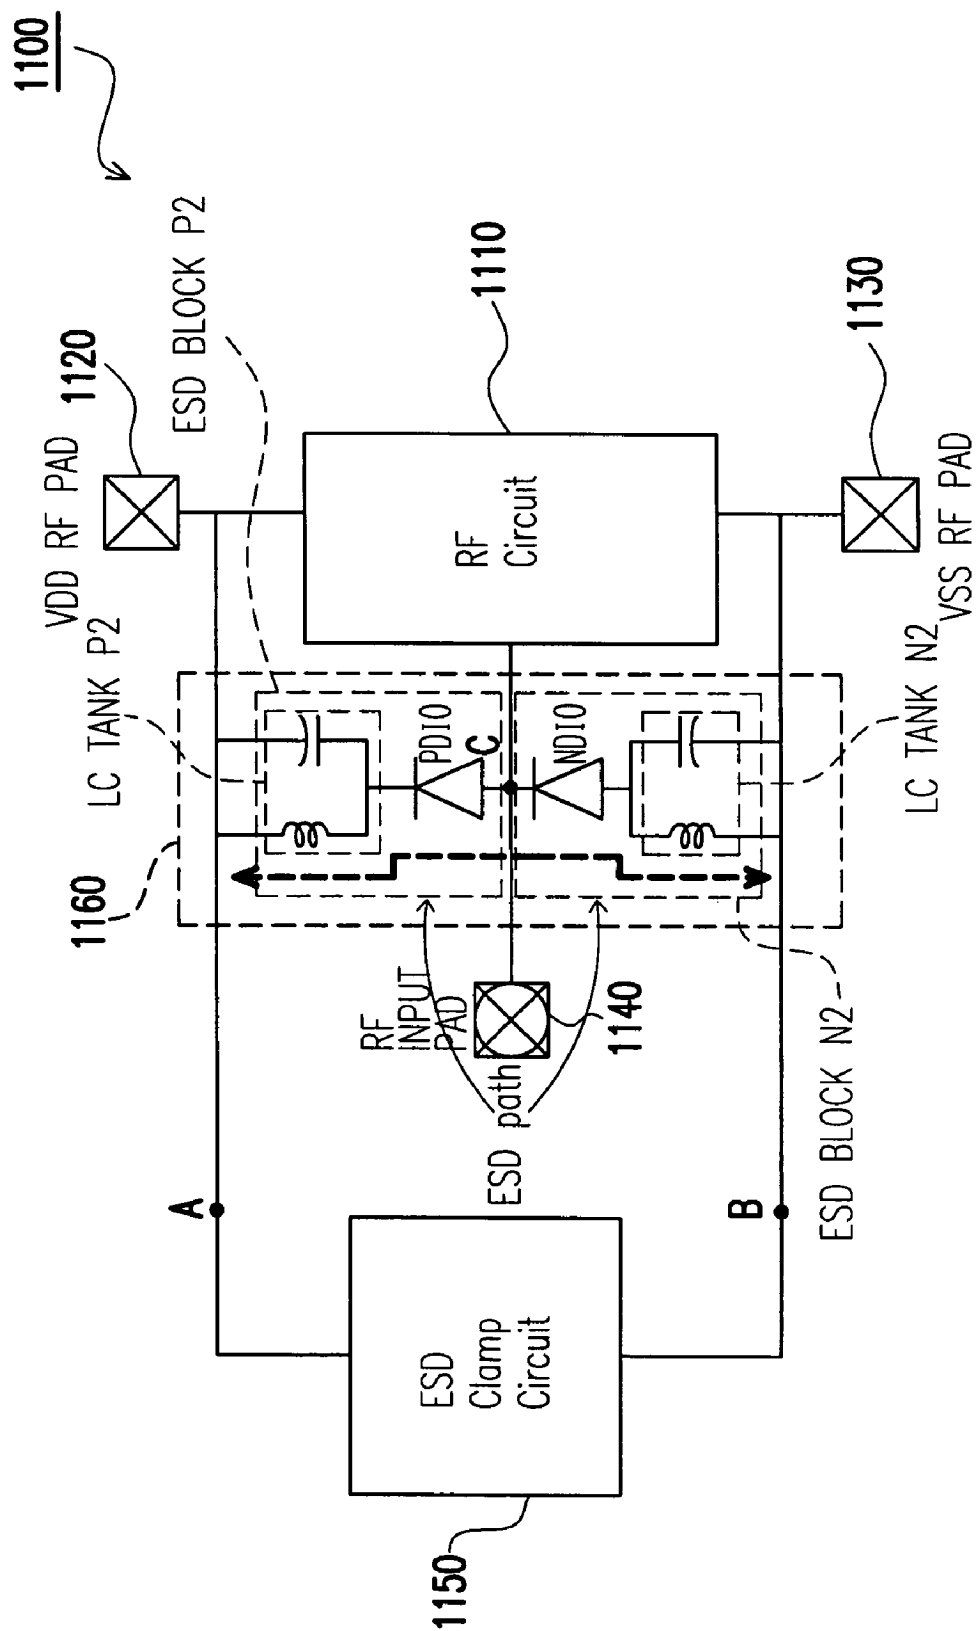 1100
VDD RF PAD
1120
ESD BLOCK P2
LC TANK P2
1160
1110
RF
Circuit
PDIO
C
NDIO
RF
INPUT
PAD
1140
ESD path
A
B
ESD
Clamp
Circuit
1150
1130
VSS RF PAD
LC TANK N2
ESD BLOCK N2